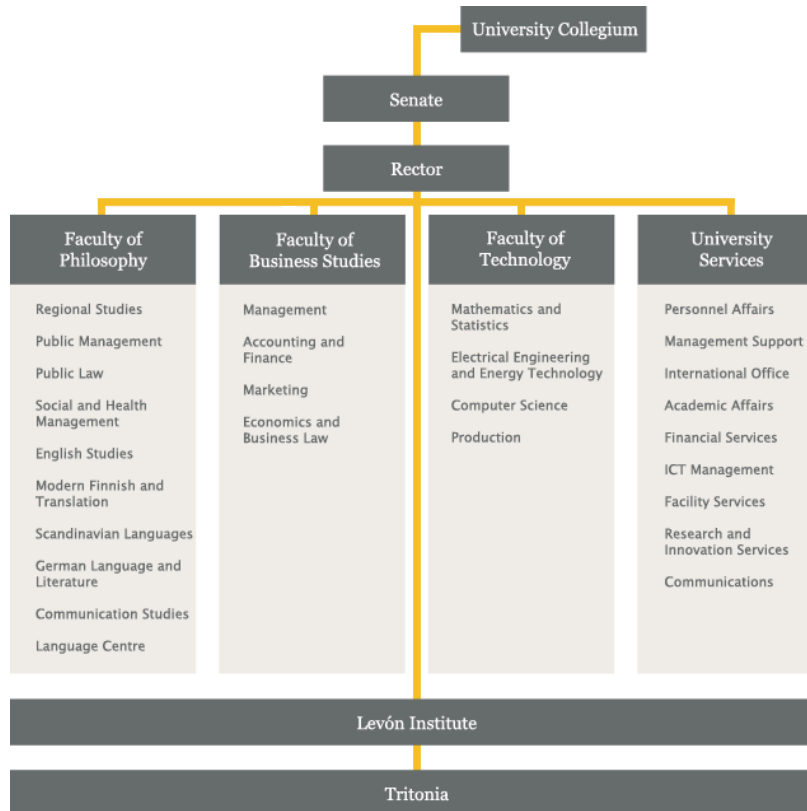 University Collegium
Senate
Rector
Faculty of
Philosophy
Regional Studies
Public Management
Public Law
Social and Health
Management
English Studies
Modern Finnish and
Translation
Scandinavian Languages
German Language and
Literature
Communication Studies
Language Centre
Faculty of
Business Studies
Management
Accounting and
Finance
Marketing
Economics and
Business Law
Faculty of
Technology
Mathematics and
Statistics
Electrical Engineering
and Energy Technology
Computer Science
Production
University
Services
Personnel Affairs
Management Support
International Office
Academic Affairs
Financial Services
ICT Management
Facility Services
Research and
Innovation Services
Communications
Levón Institute
Tritonia